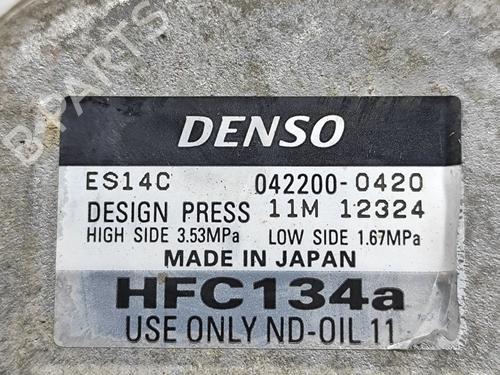 B-PARTS
DENSO
ES14C 042200-0420
DESIGN PRESS 11M 12324
HIGH SIDE 3.53MPa LOW SIDE 1.67MPa
MADE IN JAPAN
HFC134a
USE ONLY ND-OIL 11